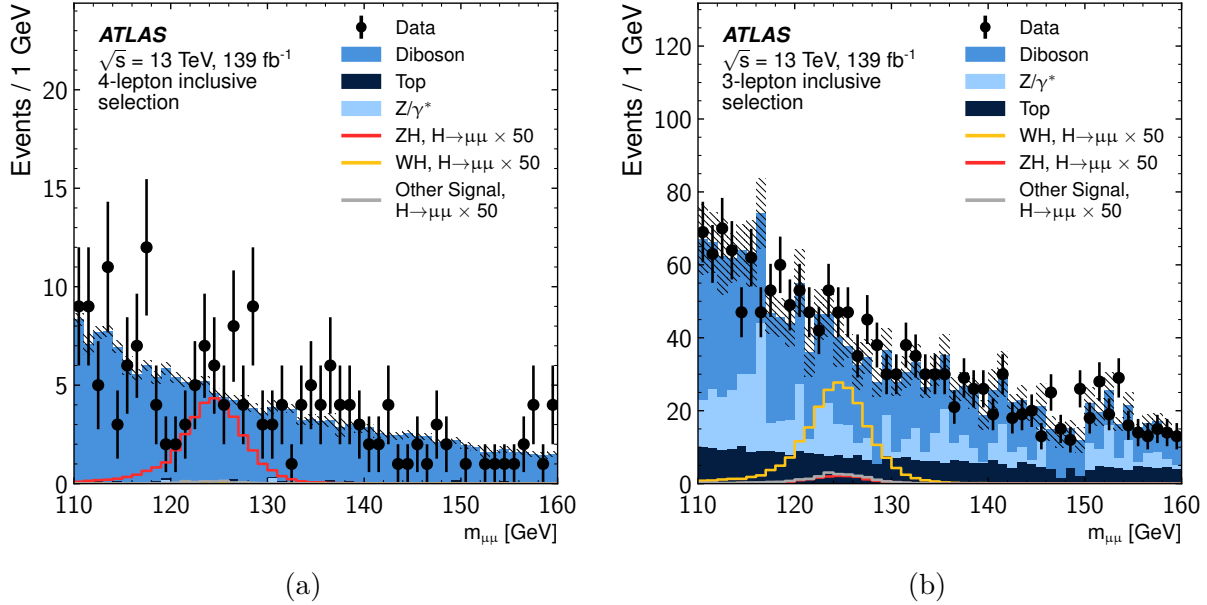 ATLAS
√s = 13 TeV, 139 fb⁻¹
4-lepton inclusive
selection
Data
Diboson
Top
Z/γ*
ZH, H→μμ × 50
WH, H→μμ × 50
Other Signal,
H→μμ × 50
Events / 1 GeV
20
15
10
5
0
110 120 130 140 150 160
mμμ [GeV]
(a)
ATLAS
√s = 13 TeV, 139 fb⁻¹
3-lepton inclusive
selection
Data
Diboson
Z/γ*
Top
WH, H→μμ × 50
ZH, H→μμ × 50
Other Signal,
H→μμ × 50
Events / 1 GeV
120
100
80
60
40
20
0
110 120 130 140 150 160
mμμ [GeV]
(b)